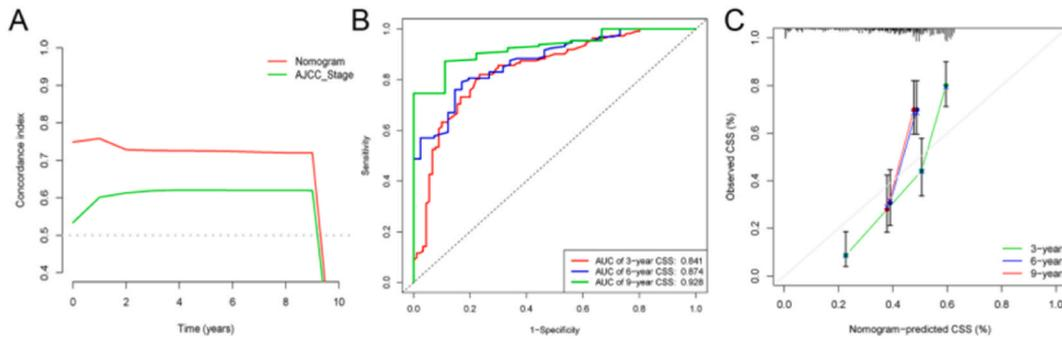 A
Concordance index
1.0
0.9
0.8
0.7
0.6
0.5
0.4
Nomogram
AJCC_Stage
0 2 4 6 8 10
Time (years)
B
Sensitivity
1.0
0.8
0.6
0.4
0.2
0.0
AUC of 3-year CSS: 0.841
AUC of 6-year CSS: 0.874
AUC of 9-year CSS: 0.928
0.0 0.2 0.4 0.6 0.8 1.0
1-Specificity
C
Observed CSS (%)
1.0
0.8
0.6
0.4
0.2
0.0
3-year
6-year
9-year
0.0 0.2 0.4 0.6 0.8 1.0
Nomogram-predicted CSS (%)